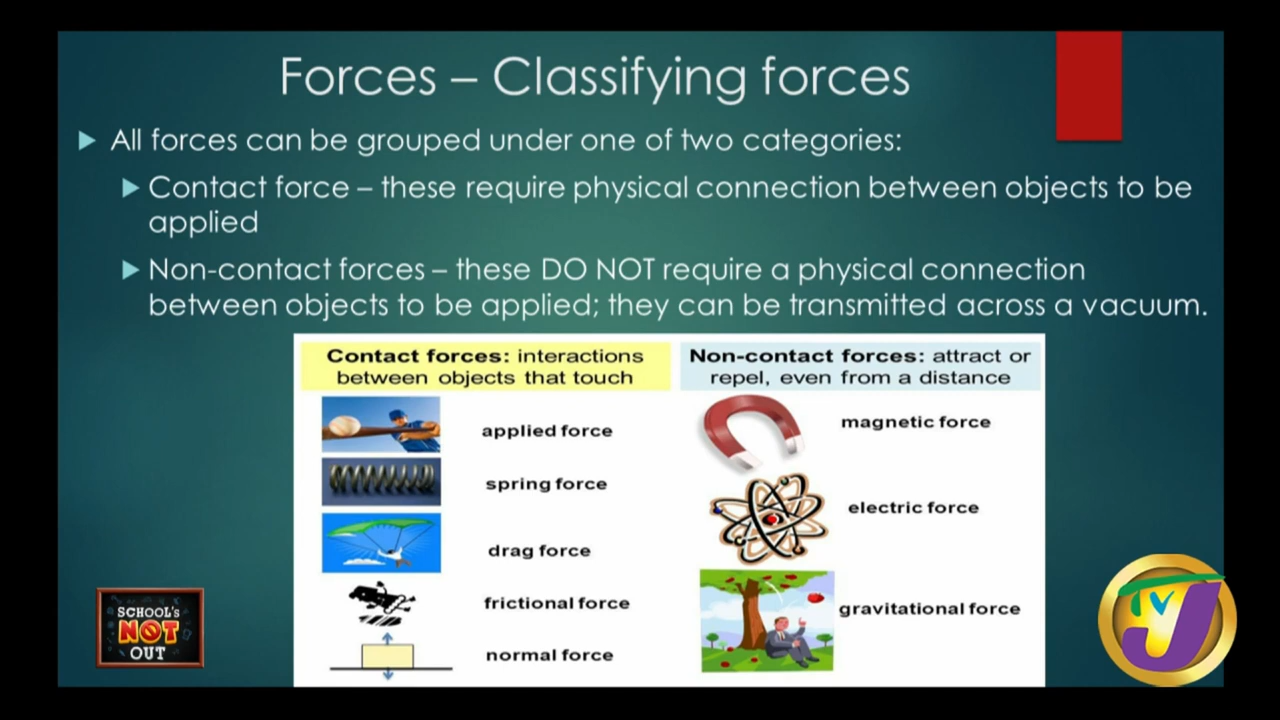 Forces – Classifying forces
All forces can be grouped under one of two categories:
Contact force – these require physical connection between objects to be
applied
Non-contact forces – these DO NOT require a physical connection
between objects to be applied; they can be transmitted across a vacuum.
Contact forces: interactions
between objects that touch
applied force
spring force
drag force
frictional force
normal force
Non-contact forces: attract or
repel, even from a distance
magnetic force
electric force
gravitational force
SCHOOL's
NOT
OUT
TVJ